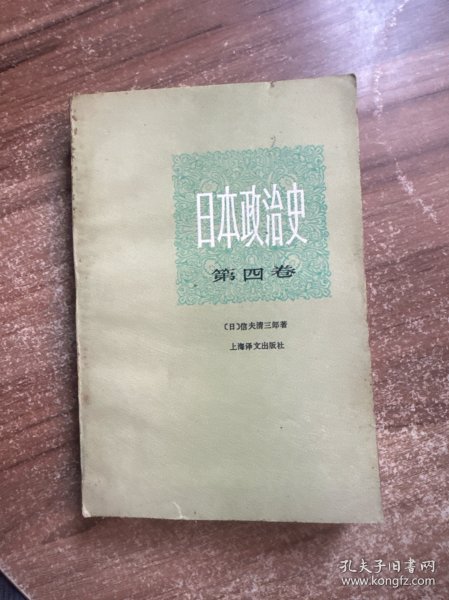 日本政治史
第四卷
〔日〕信夫清三郎著
上海译文出版社
孔夫子旧书网
www.kongfz.com